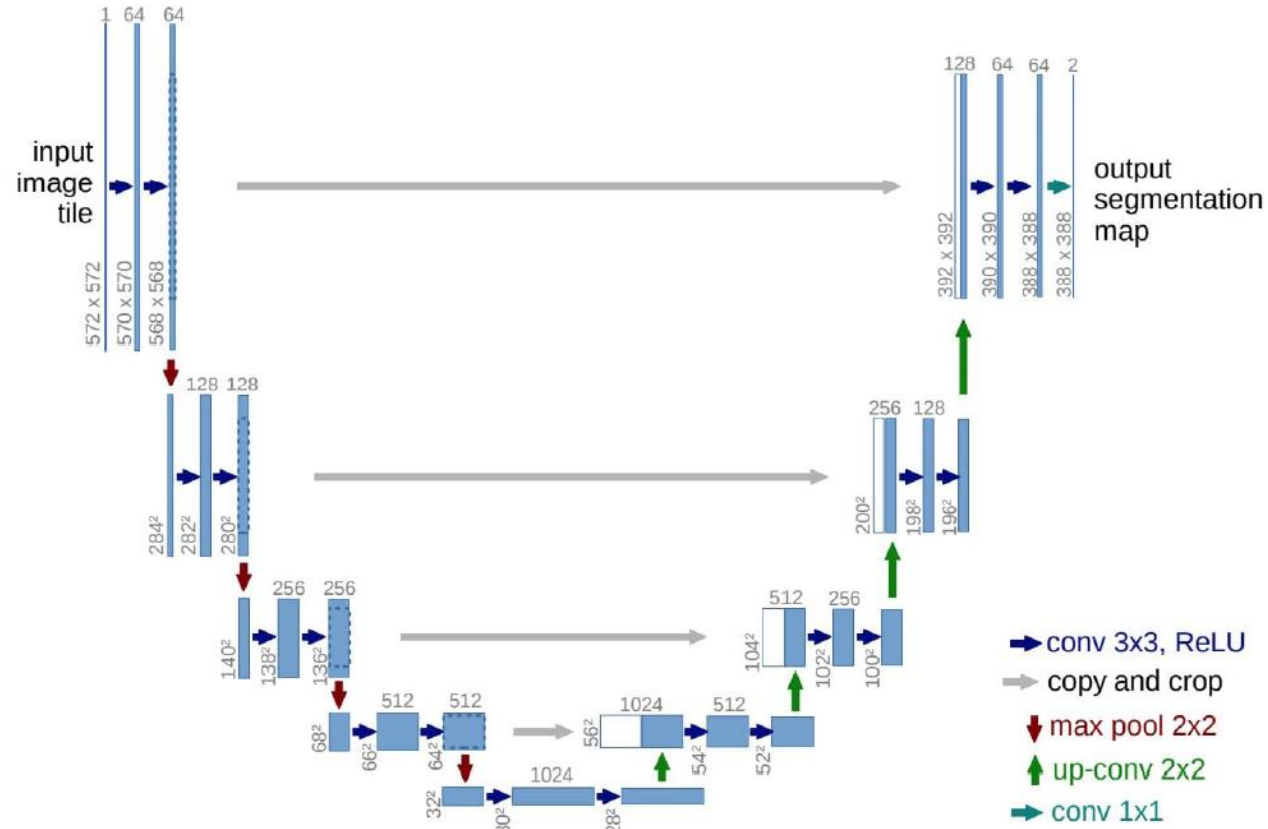 1 64 64
input
image
tile
572 x 572
570 x 570
568 x 568
128 64 64 2
output
segmentation
map
392 x 392
390 x 390
388 x 388
388 x 388
128 128
284²
282²
280²
256 128
200²
198²
196²
256 256
140²
138²
136²
512 256
104²
102²
100²
512 512
68²
66²
64²
1024 512
56²
54²
52²
1024
32²
30²
28²
conv 3x3, ReLU
copy and crop
max pool 2x2
up-conv 2x2
conv 1x1